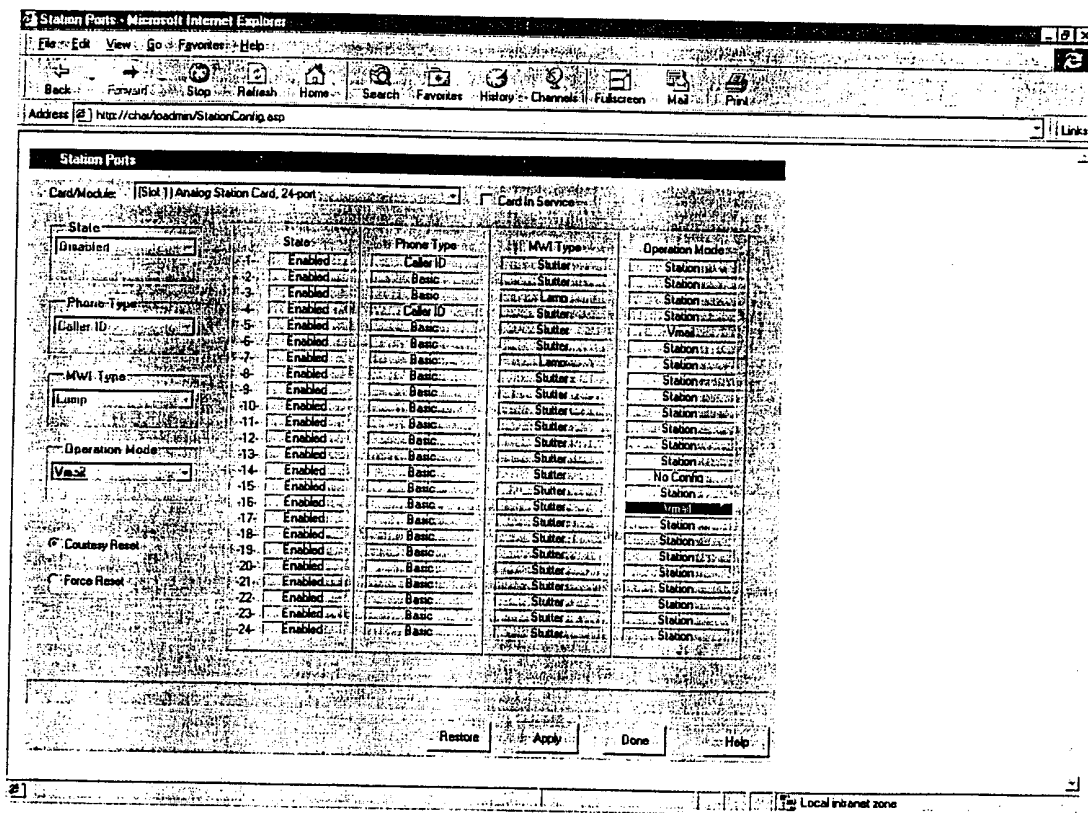 Station Ports - Microsoft Internet Explorer
File Edit View Go Favorites Help
Back Forward Stop Refresh Home Search Favorites History Channels Fullscreen Mail Print
Address Links
Station Ports
Card/Module: (Slot 1) Analog Station Card, 24-port Card In Service
State
Disabled
Phone Type
Caller ID
MWI Type
Lamp
Operation Mode
Courtesy Reset
Force Reset
State Phone Type MWI Type Operation Mode
-1- Enabled Caller ID Stutter Station
-2- Enabled Basic Stutter Station
-3- Enabled Basic Lamp Station
-4- Enabled Caller ID Stutter Station
-5- Enabled Basic Stutter Vmail
-6- Enabled Basic Stutter Station
-7- Enabled Basic Lamp Station
-8- Enabled Basic Stutter Station
-9- Enabled Basic Stutter Station
-10- Enabled Basic Stutter Station
-11- Enabled Basic Stutter Station
-12- Enabled Basic Stutter Station
-13- Enabled Basic Stutter Station
-14- Enabled Basic Stutter No Config
-15- Enabled Basic Stutter Station
-16- Enabled Basic Stutter Vmail
-17- Enabled Basic Stutter Station
-18- Enabled Basic Stutter Station
-19- Enabled Basic Stutter Station
-20- Enabled Basic Stutter Station
-21- Enabled Basic Stutter Station
-22- Enabled Basic Stutter Station
-23- Enabled Basic Stutter Station
-24- Enabled Basic Stutter Station
Restore Apply Done Help
Local intranet zone